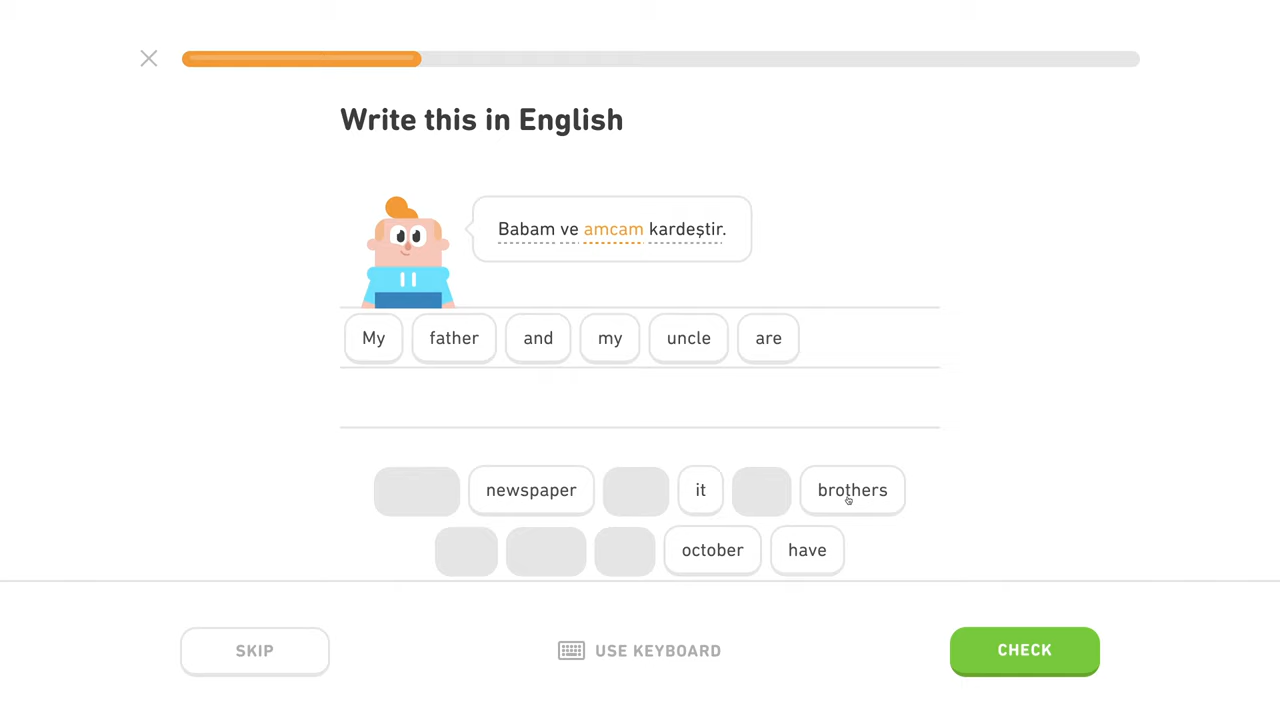 Write this in English
Babam ve amcam kardeştir.
My father and my uncle are
newspaper it brothers
october have
SKIP USE KEYBOARD CHECK